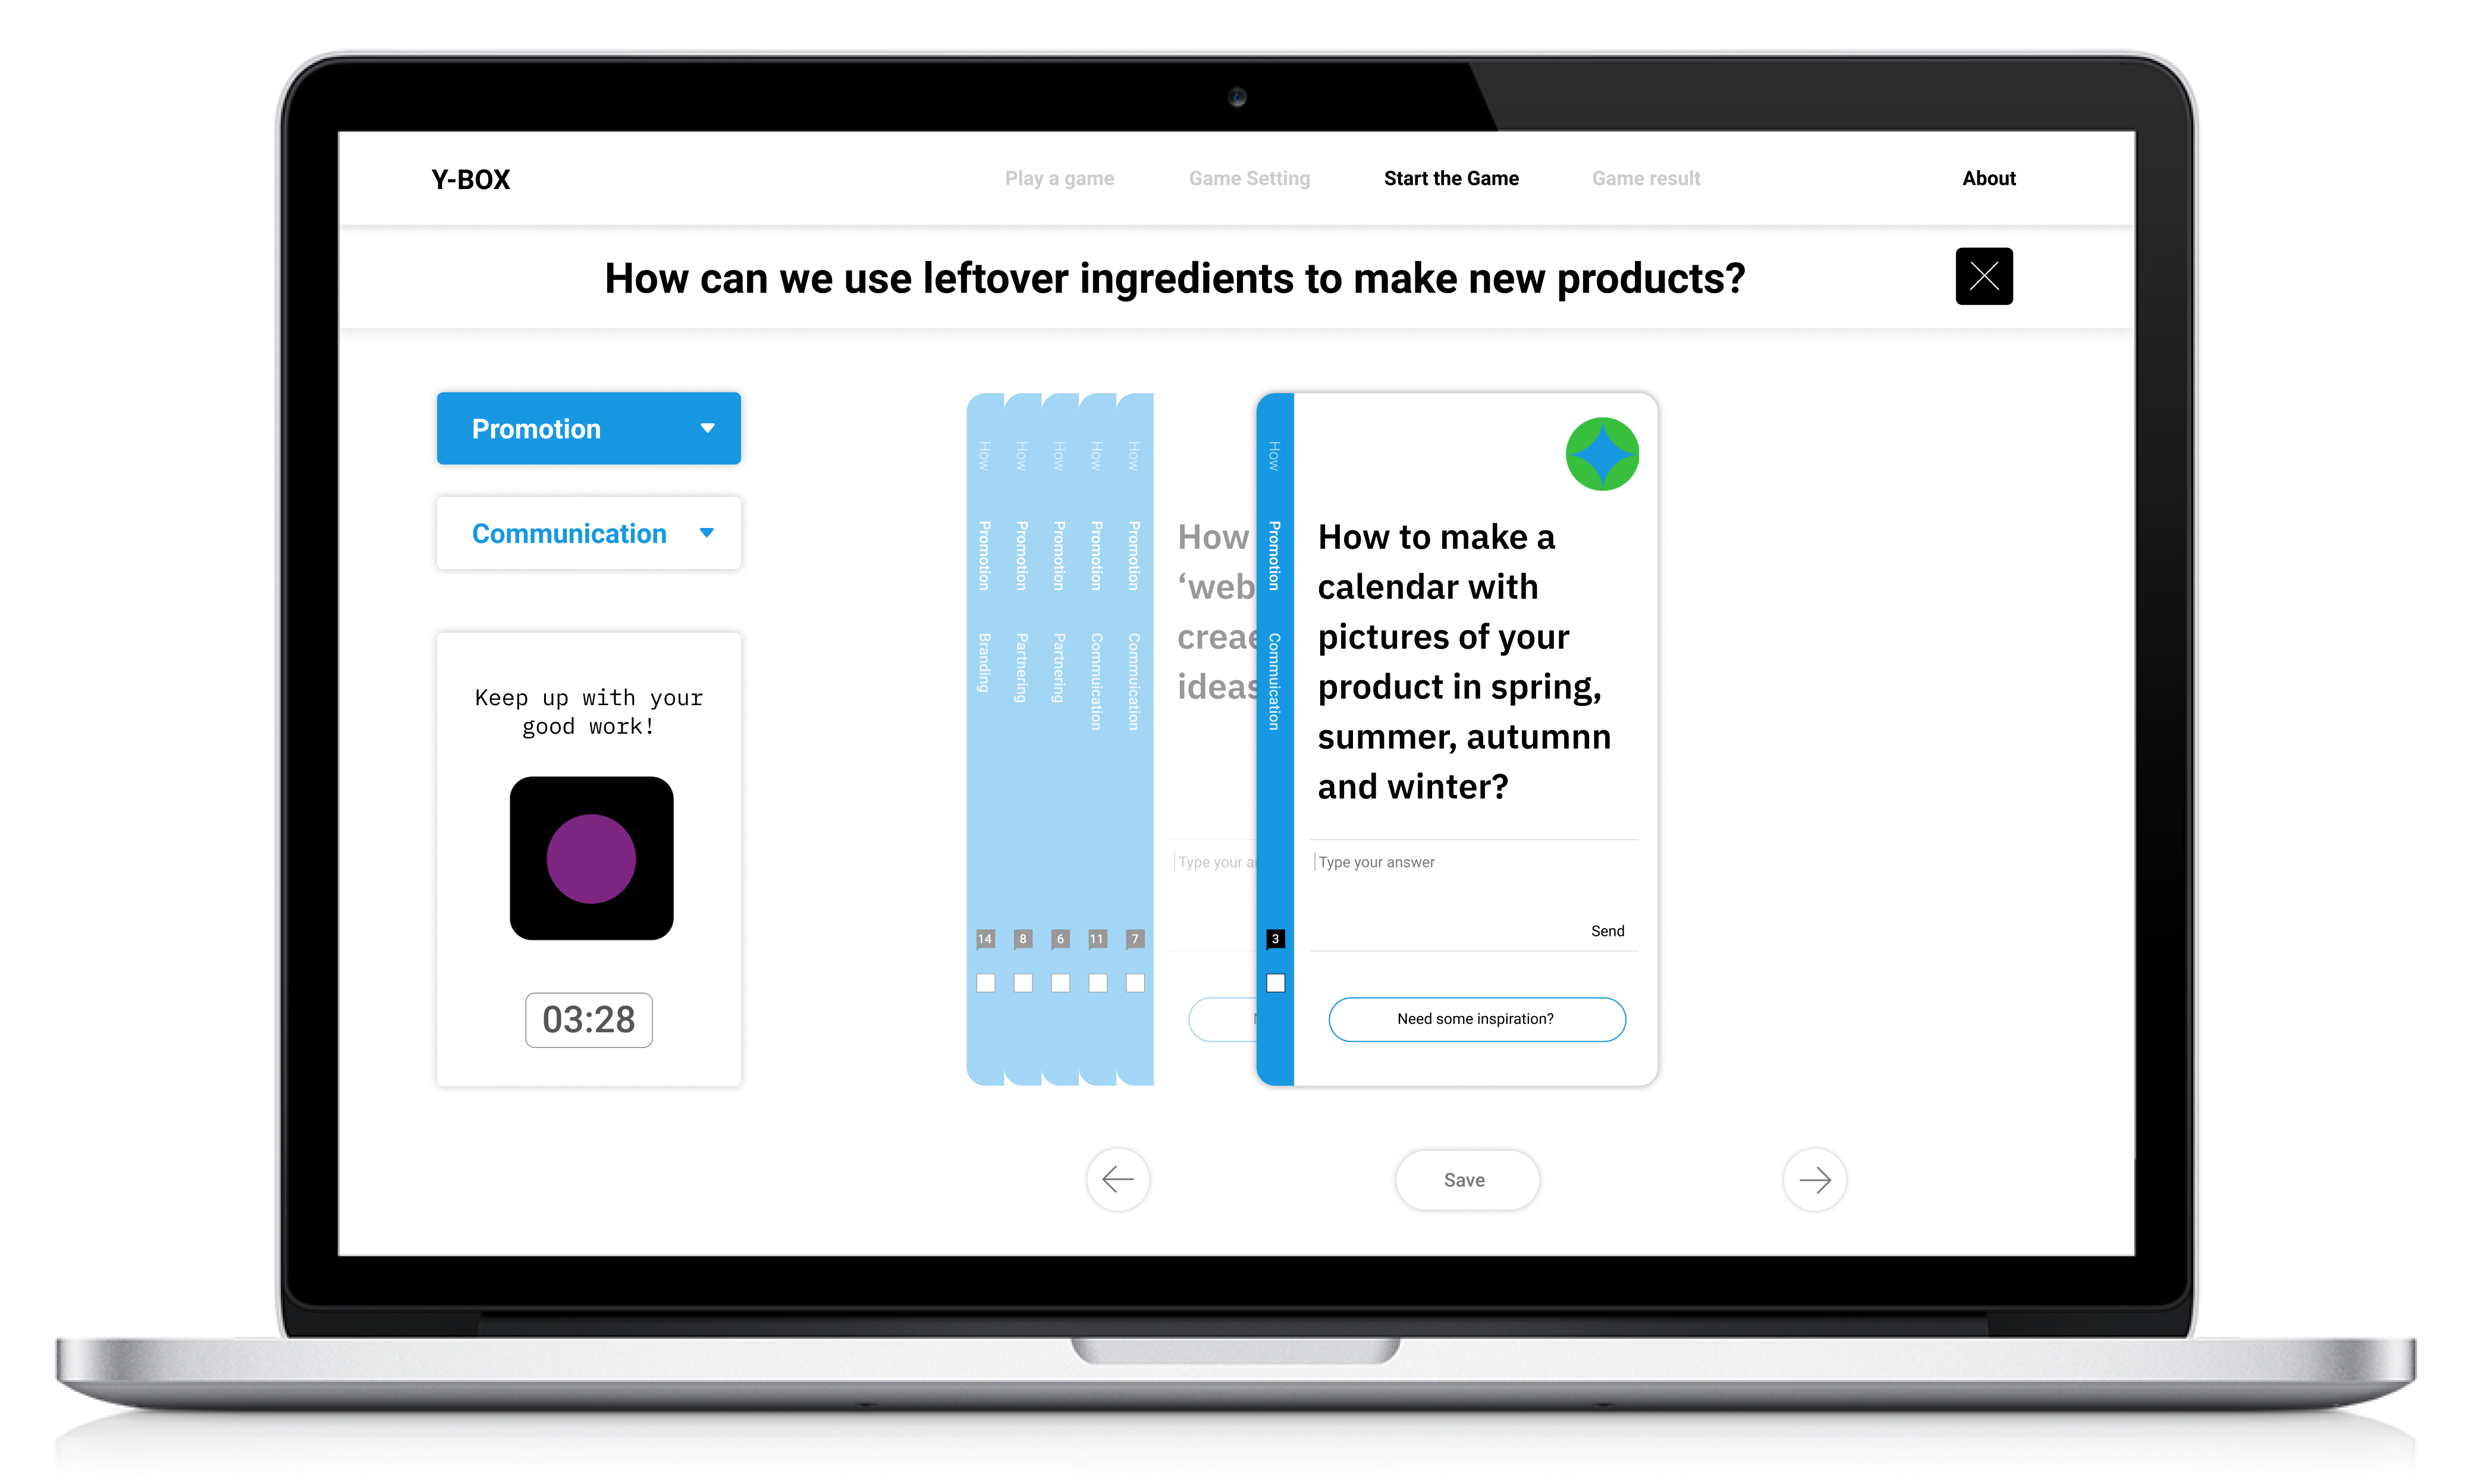 Y-BOX
Play a game
Game Setting
Start the Game
Game result
About
How can we use leftover ingredients to make new products?
Promotion
Communication
Keep up with your
good work!
03:28
How
Promotion
Branding
14
How
Promotion
Partnering
8
How
Promotion
Partnering
6
How
Promotion
Commuication
11
How
Promotion
Commuication
7
How
‘web
ideas
Type your
How
Promotion
Commuication
3
How to make a
calendar with
pictures of your
product in spring,
summer, autumnn
and winter?
Type your answer
Send
Need some inspiration?
Save